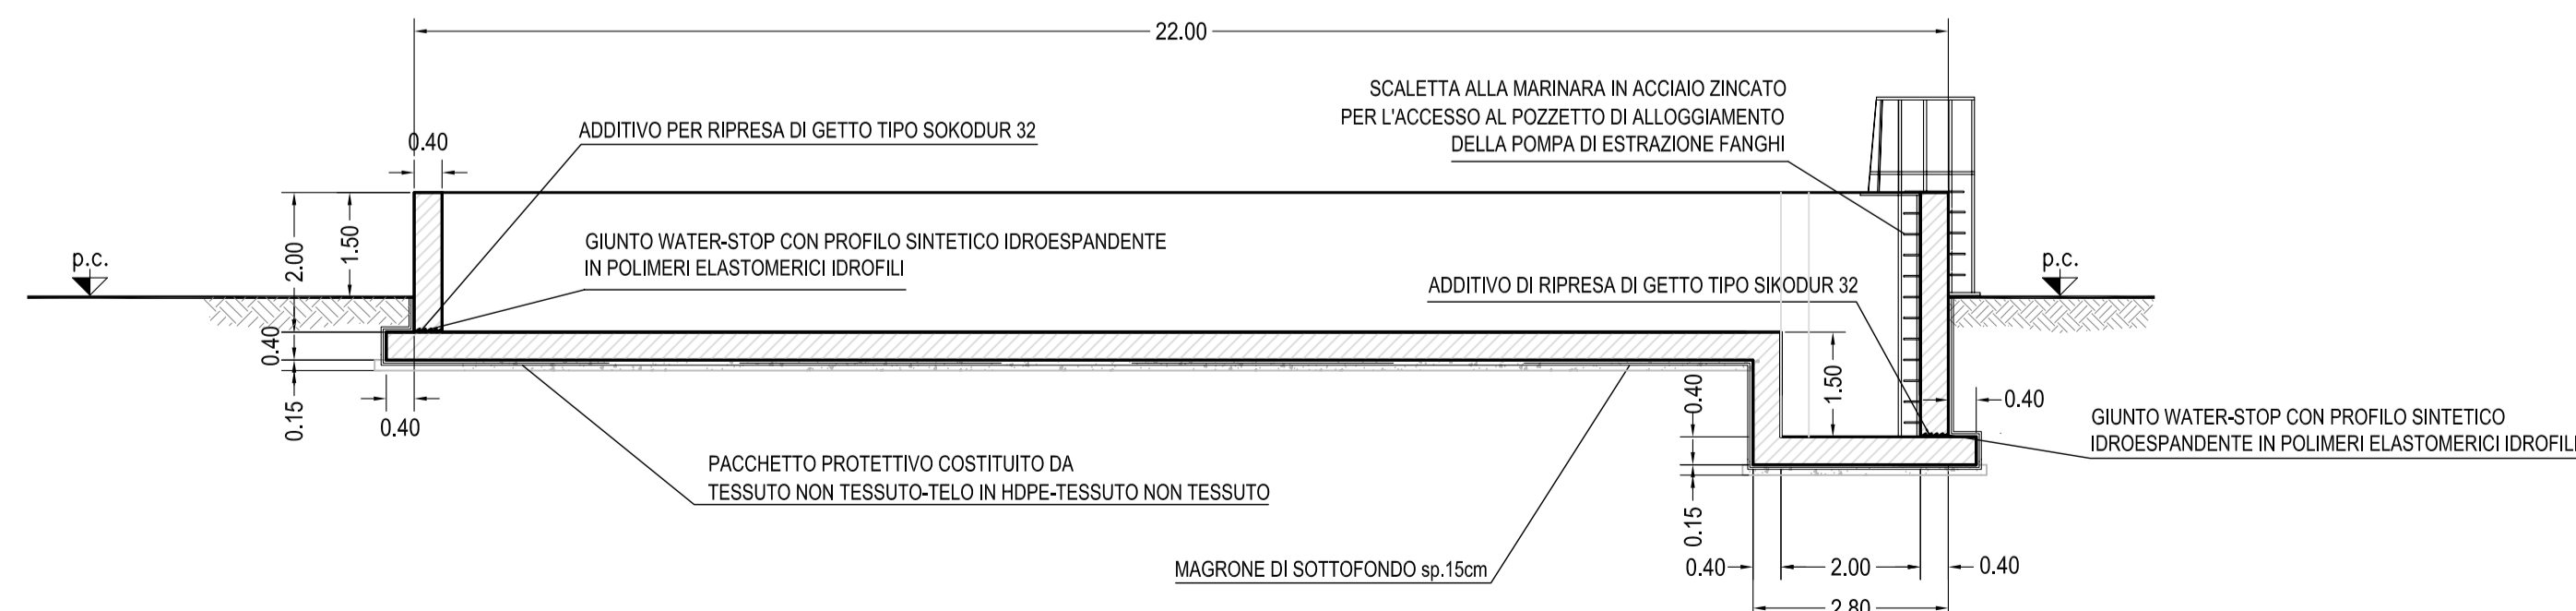 22.00
SCALETTA ALLA MARINARA IN ACCIAIO ZINCATO
PER L'ACCESSO AL POZZETTO DI ALLOGGIAMENTO
DELLA POMPA DI ESTRAZIONE FANGHI
ADDITIVO PER RIPRESA DI GETTO TIPO SOKODUR 32
0.40
GIUNTO WATER-STOP CON PROFILO SINTETICO IDROESPANDENTE
IN POLIMERI ELASTOMERICI IDROFILI
2.00
1.50
p.c.
p.c.
ADDITIVO DI RIPRESA DI GETTO TIPO SIKODUR 32
0.40
0.15
0.40
1.50
0.40
0.40
GIUNTO WATER-STOP CON PROFILO SINTETICO
IDROESPANDENTE IN POLIMERI ELASTOMERICI IDROFILI
PACCHETTO PROTETTIVO COSTITUITO DA
TESSUTO NON TESSUTO-TELO IN HDPE-TESSUTO NON TESSUTO
0.15
MAGRONE DI SOTTOFONDO sp.15cm
0.40
2.00
0.40
2.80